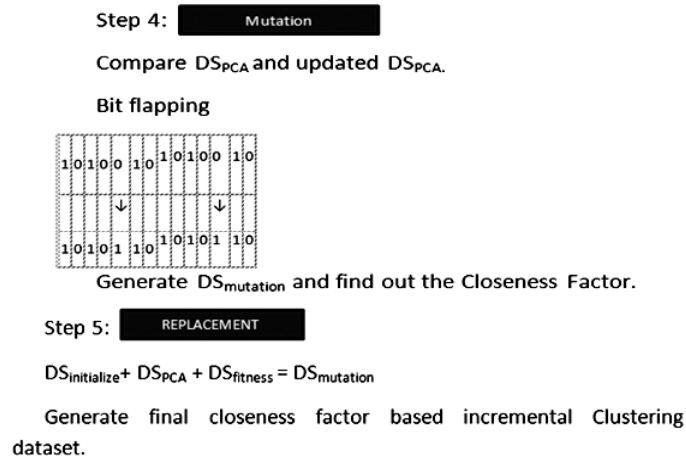 Step 4: Mutation
Compare DSPCA and updated DSPCA.
Bit flapping
1 0 1 0 0 1 0 1 0 1 0 0 1 0
↓ ↓
1 0 1 0 1 1 0 1 0 1 0 1 1 0
Generate DSmutation and find out the Closeness Factor.
Step 5: REPLACEMENT
DSinitialize+ DSPCA + DSfitness = DSmutation
Generate final closeness factor based incremental Clustering
dataset.